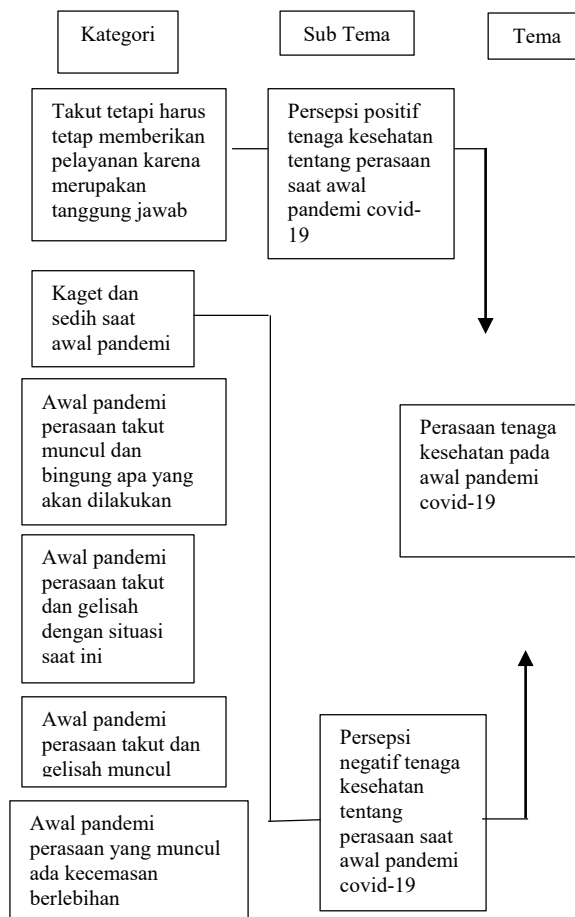 Kategori
Sub Tema
Tema
Takut tetapi harus
tetap memberikan
pelayanan karena
merupakan
tanggung jawab
Persepsi positif
tenaga kesehatan
tentang perasaan
saat awal
pandemi covid-
19
Kaget dan
sedih saat
awal pandemi
Awal pandemi
perasaan takut
muncul dan
bingung apa yang
akan dilakukan
Perasaan tenaga
kesehatan pada
awal pandemi
covid-19
Awal pandemi
perasaan takut
dan gelisah
dengan situasi
saat ini
Awal pandemi
perasaan takut dan
gelisah muncul
Persepsi
negatif tenaga
kesehatan
tentang
perasaan saat
awal pandemi
covid-19
Awal pandemi
perasaan yang muncul
ada kecemasan
berlebihan